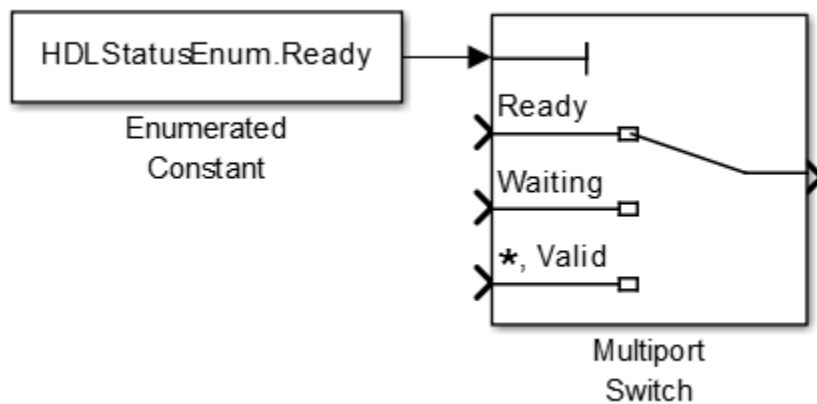 HDLStatusEnum.Ready
Enumerated
Constant
Ready
Waiting
*, Valid
Multiport
Switch